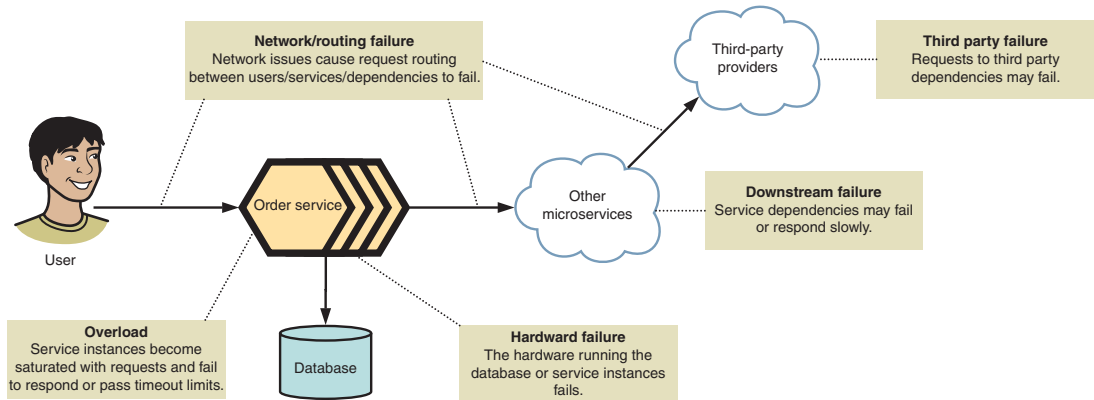 Network/routing failure
Network issues cause request routing
between users/services/dependencies to fail.
Third-party
providers
Third party failure
Requests to third party
dependencies may fail.
User
Order service
Other
microservices
Downstream failure
Service dependencies may fail
or respond slowly.
Overload
Service instances become
saturated with requests and fail
to respond or pass timeout limits.
Database
Hardward failure
The hardware running the
database or service instances
fails.